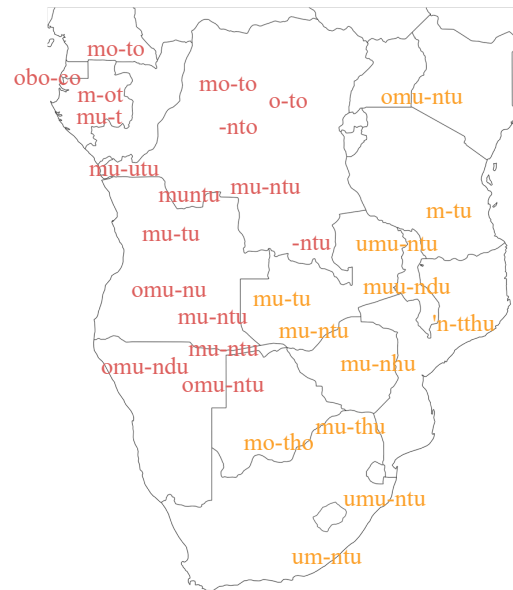 mo-to
obo-co
mo-to
m-ot
omu-ntu
o-to
mu-t
-nto
mu-utu
muntu
mu-ntu
m-tu
mu-tu
-ntu
umu-ntu
omu-nu
muu-ndu
mu-tu
mu-ntu
'n-tthu
mu-ntu
mu-ntu
omu-ndu
mu-nhu
omu-ntu
mu-thu
mo-tho
umu-ntu
um-ntu